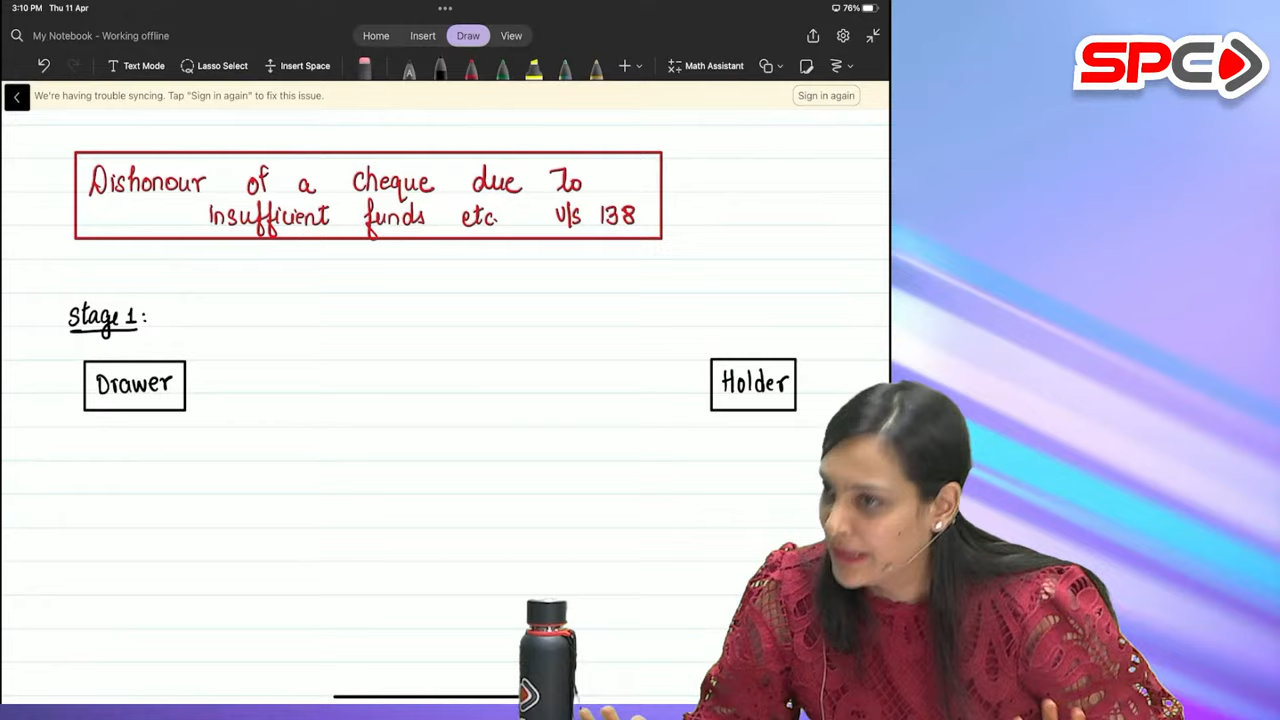 3:10 PM Thu 11 Apr
76%
My Notebook - Working offline
Home Insert Draw View
Text Mode Lasso Select Insert Space Math Assistant
We're having trouble syncing. Tap "Sign in again" to fix this issue.
Sign in again
SPC
Dishonour of a cheque due To
Insufficient funds etc. u/s 138
Stage 1:
Drawer
Holder